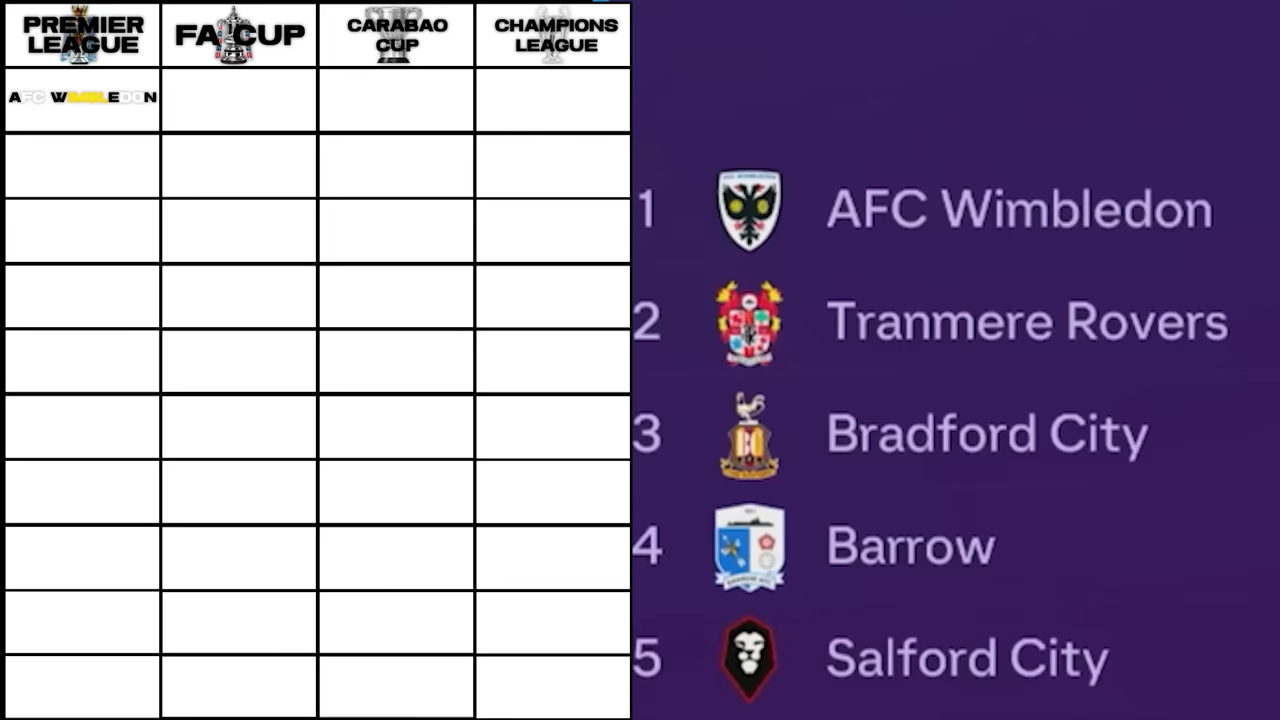 PREMIER
LEAGUE
FA CUP
CARABAO
CUP
CHAMPIONS
LEAGUE
AFC WIMBLEDON
1 AFC Wimbledon
2 Tranmere Rovers
3 Bradford City
4 Barrow
5 Salford City